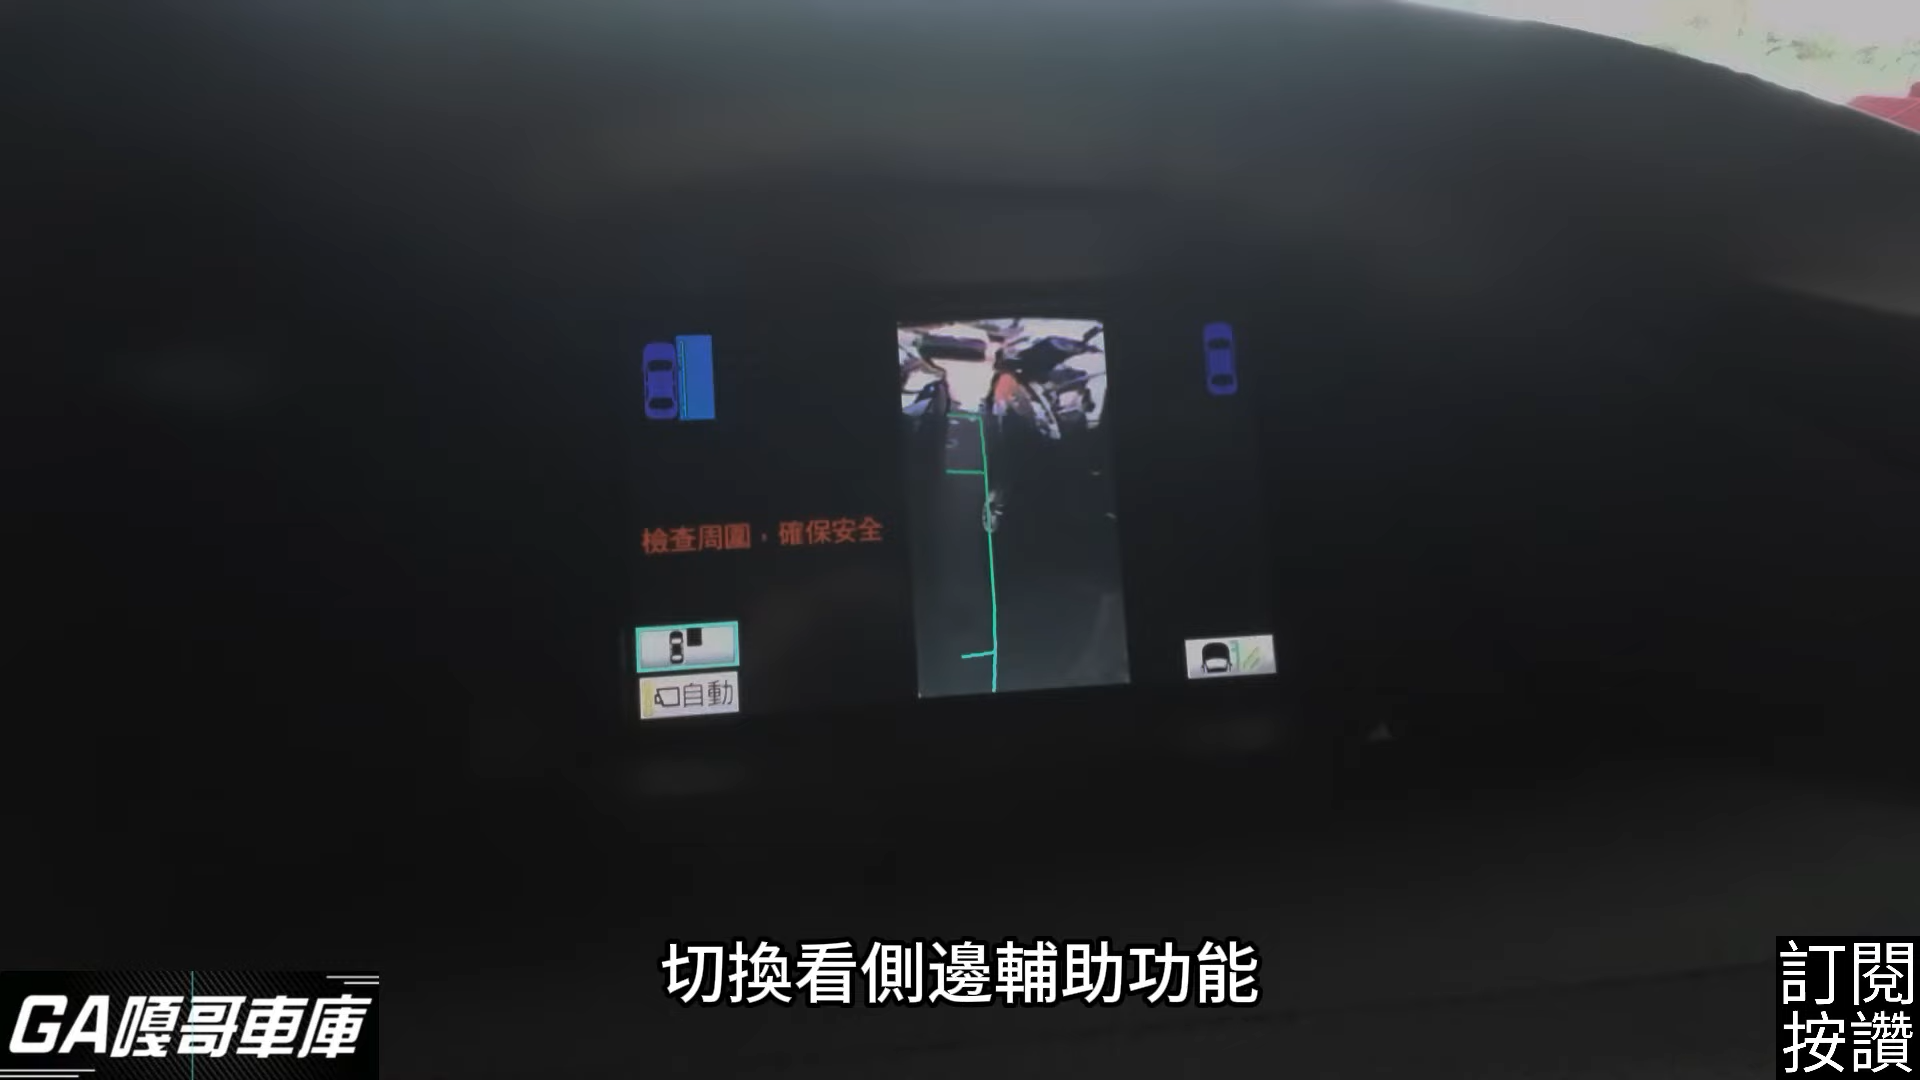 檢查周圍，確保安全
自動
切換看側邊輔助功能
GA嘎哥車庫
訂閱
按讚